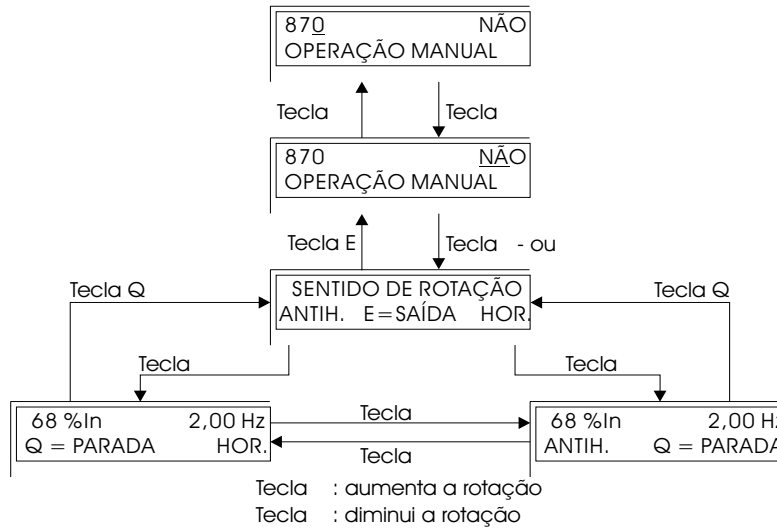 870 NÃO
OPERAÇÃO MANUAL
Tecla Tecla
870 NÃO
OPERAÇÃO MANUAL
Tecla E Tecla - ou
Tecla Q
SENTIDO DE ROTAÇÃO
ANTIH. E=SAÍDA HOR.
Tecla Q
Tecla Tecla
68 %In 2,00 Hz
Q = PARADA HOR.
Tecla
Tecla
68 %In 2,00 Hz
ANTIH. Q = PARADA
Tecla : aumenta a rotação
Tecla : diminui a rotação